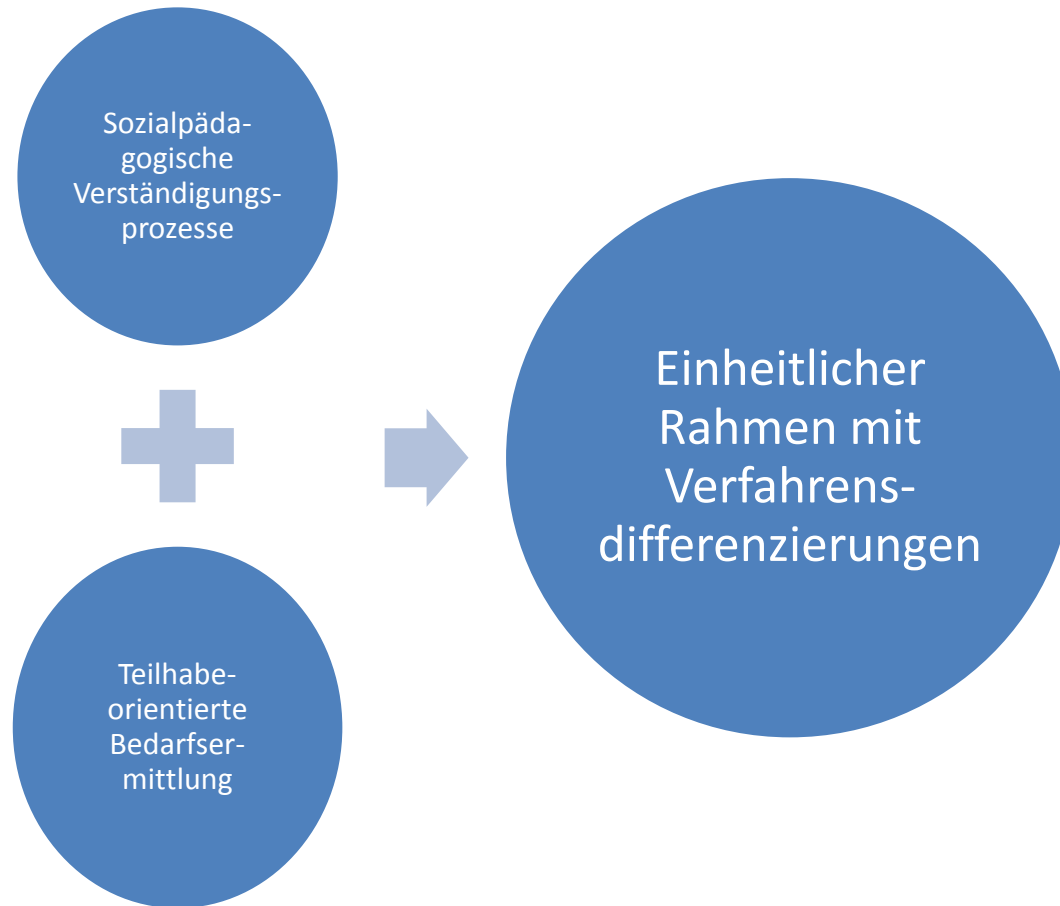 Sozialpäda-
gogische
Verständigungs-
prozesse
Teilhabe-
orientierte
Bedarfser-
mittlung
Einheitlicher
Rahmen mit
Verfahrens-
differenzierungen